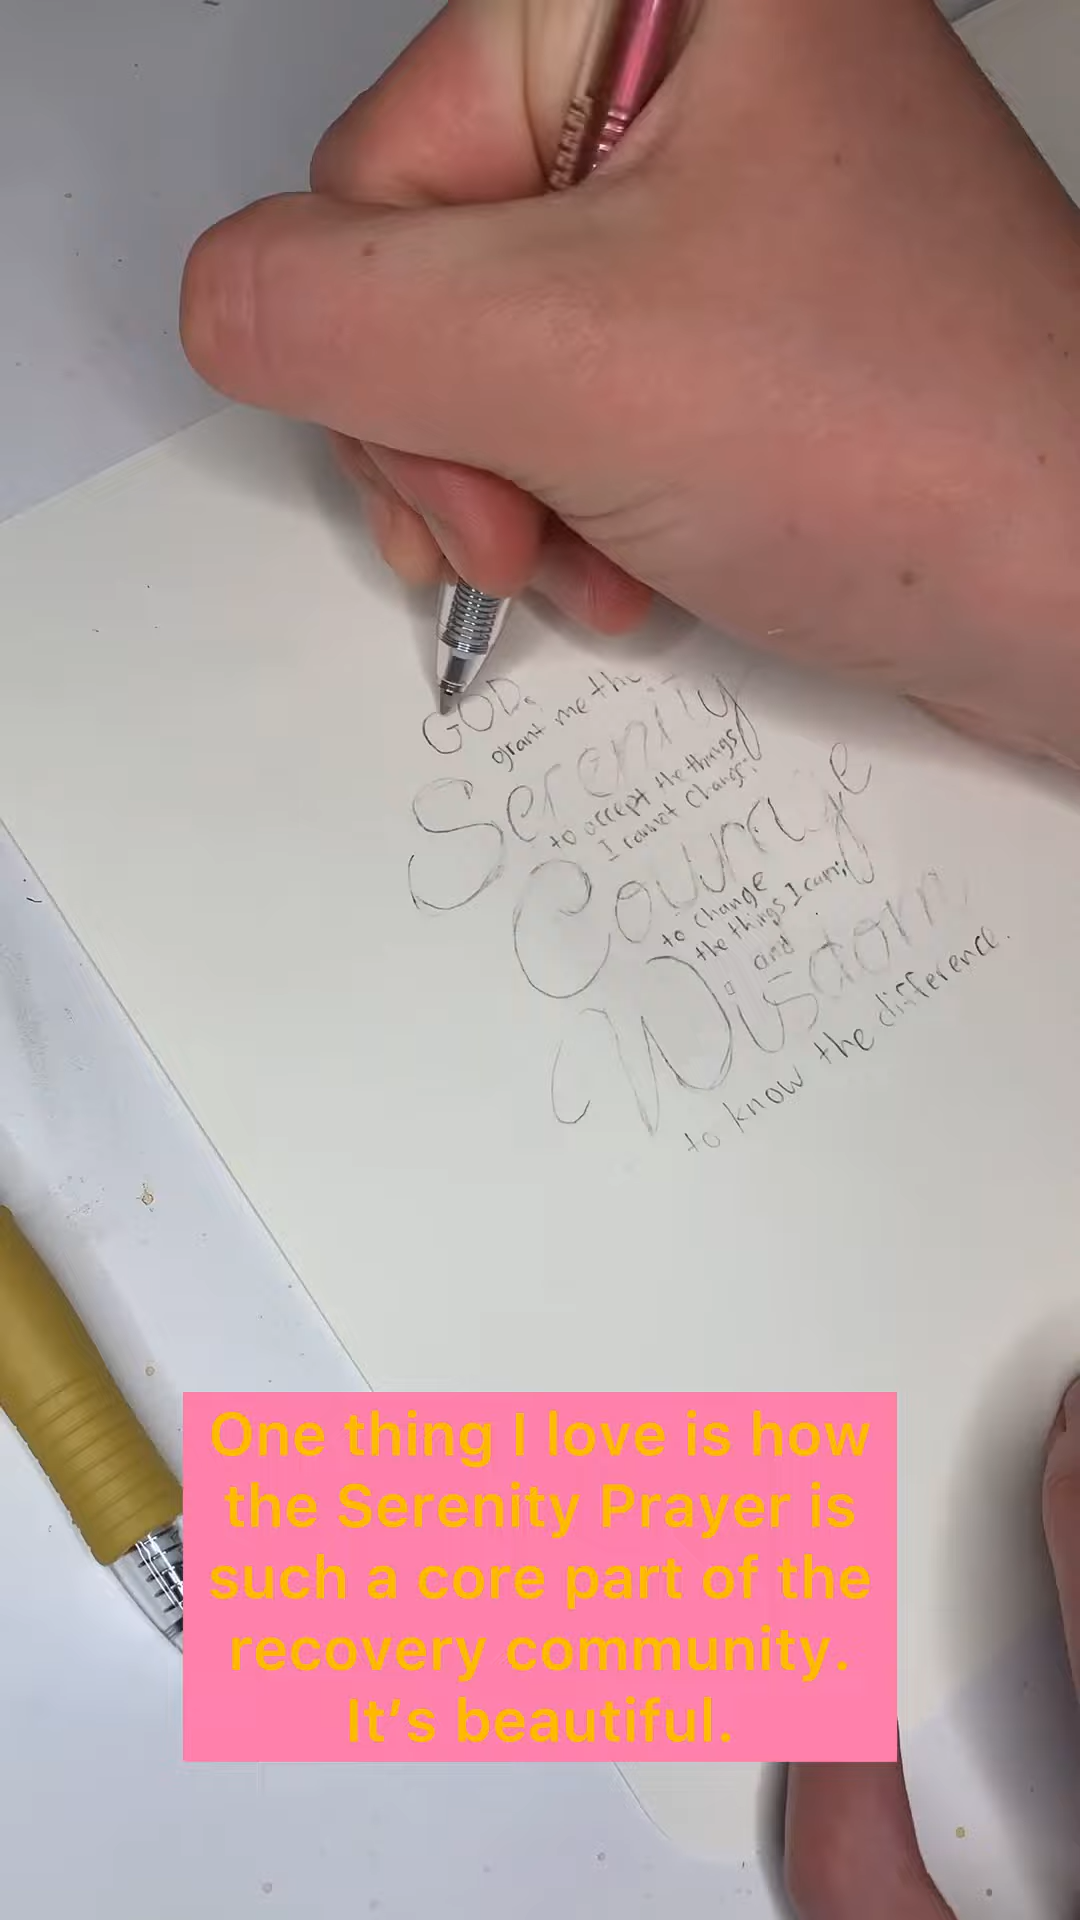 GOD,
grant me the
Serenity
to accept the things
I cannot change;
Courage
to change
the things I can;
and
Wisdom,
to know the difference.
One thing I love is how
the Serenity Prayer is
such a core part of the
recovery community.
It’s beautiful.